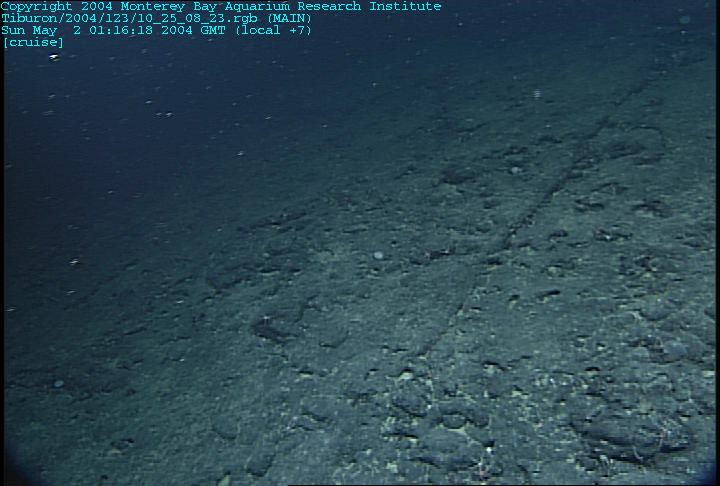 Copyright 2004 Monterey Bay Aquarium Research Institute
Tiburon/2004/123/10_25_08_23.rgb (MAIN)
Sun May  2 01:16:18 2004 GMT (local +7)
[cruise]